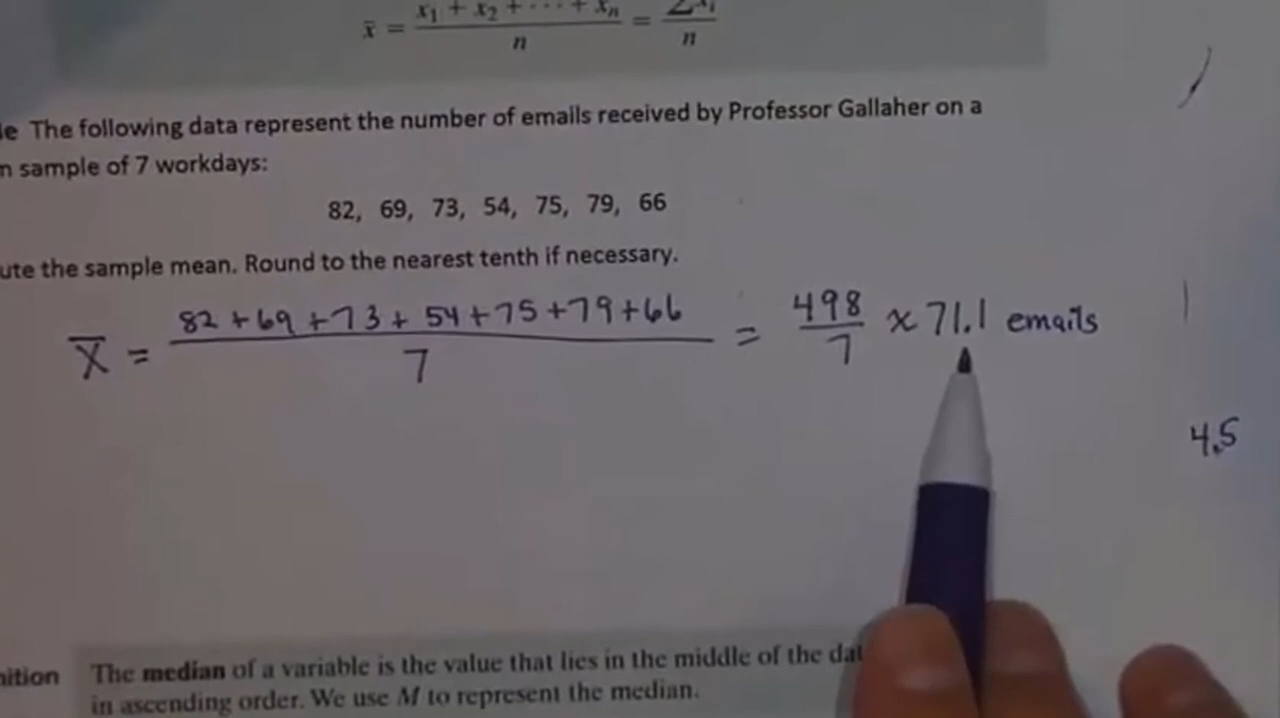 x̄ = x₁ + x₂ + · · · + xₙ / n = Σxᵢ / n
The following data represent the number of emails received by Professor Gallaher on a
sample of 7 workdays:
82, 69, 73, 54, 75, 79, 66
the sample mean. Round to the nearest tenth if necessary.
X̄ = 82 + 69 + 73 + 54 + 75 + 79 + 66 / 7 = 498 / 7 × 71.1 emails
4.5
The median of a variable is the value that lies in the middle of the
in ascending order. We use M to represent the median.